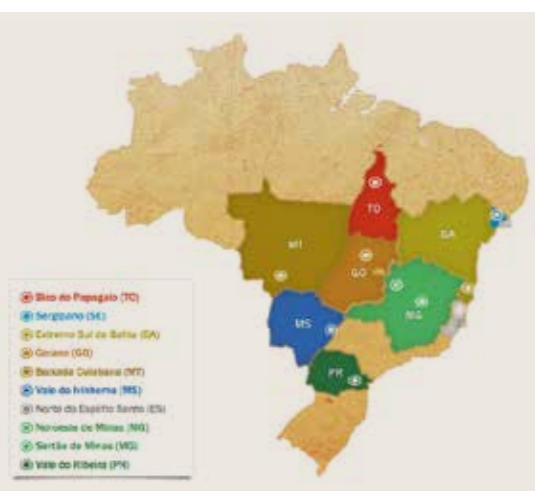 TO
MT
BA
GO
MG
MS
PR
Bico do Papagaio (TO)
Sergipano (SE)
Extremo Sul da Bahia (BA)
Goiano (GO)
Baixada Cuiabana (MT)
Vale do Ivinhema (MS)
Norte do Espírito Santo (ES)
Noroeste de Minas (MG)
Sertão de Minas (MG)
Vale do Ribeira (PR)